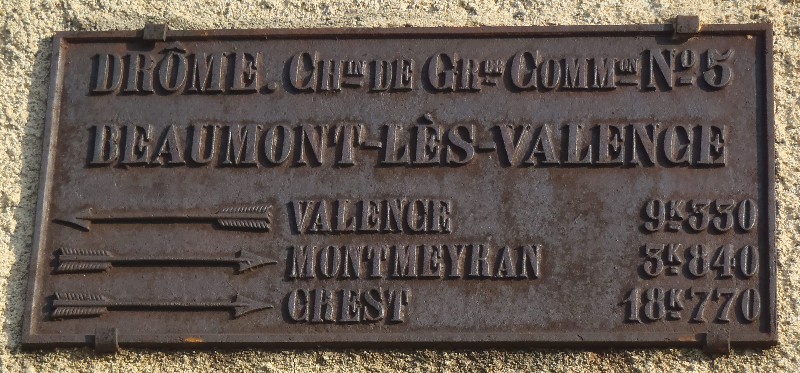 DRÔME. CHIN DE GRDE COMMON Nº 5
BEAUMONT-LÈS-VALENCE
VALENCE 9K330
MONTMEYRAN 3K840
CREST 18K770